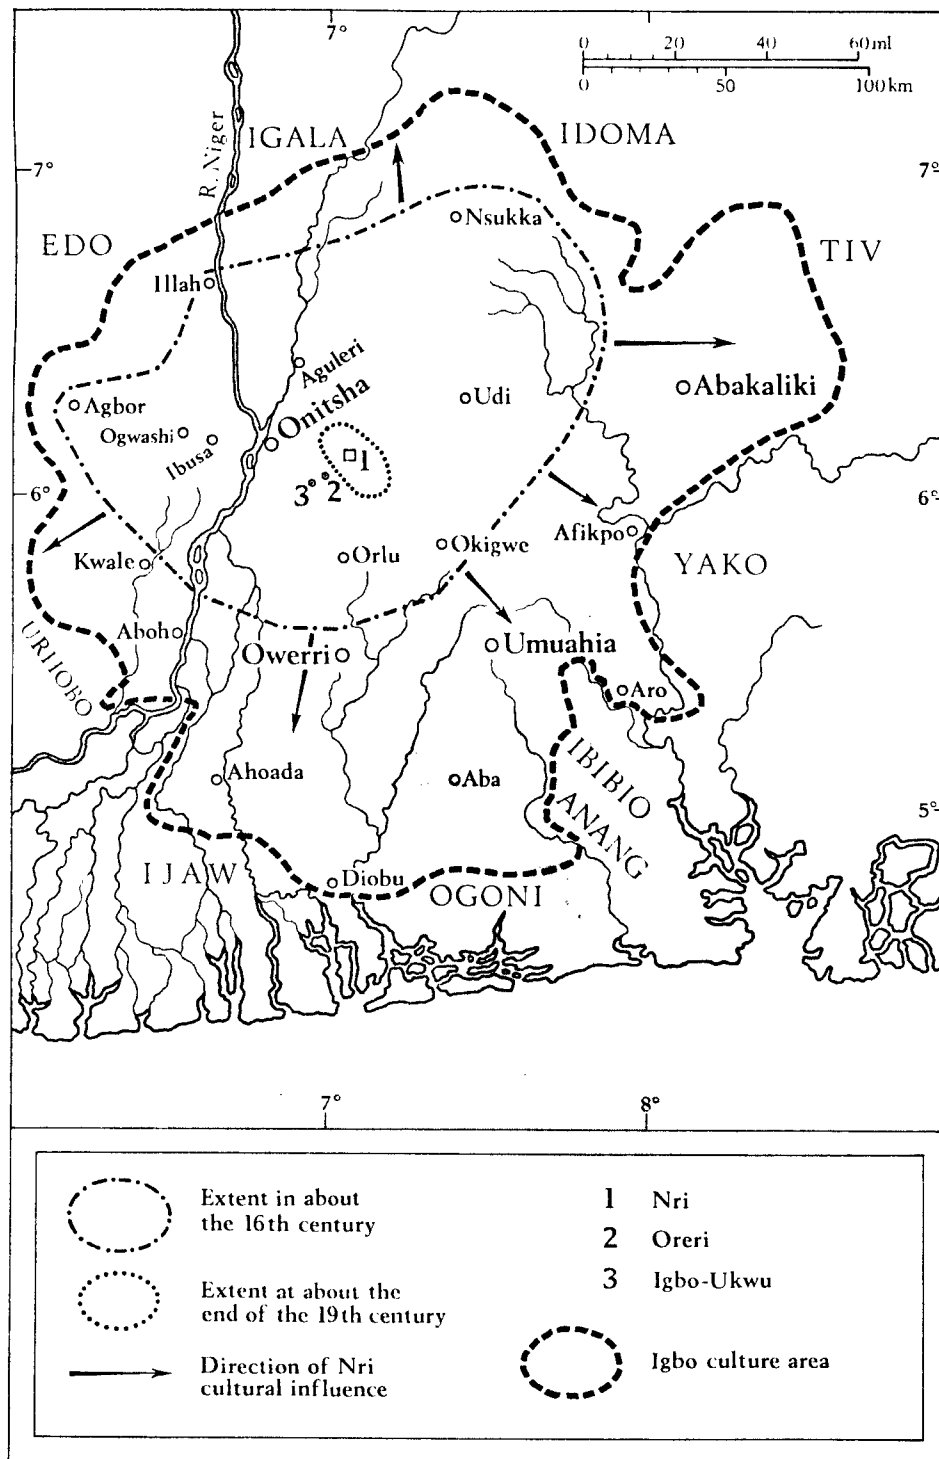 7°
0 20 40 60 ml
0 50 100 km
R. Niger
IGALA
IDOMA
7°
7°
EDO
Nsukka
TIV
Illah
Aguleri
Onitsha
Udi
Abakaliki
Agbor
Ogwashi
Ibusa
1
3 2
6°
6°
Afikpo
Kwale
Orlu
Okigwe
YAKO
URHOBO
Aboh
Owerri
Umuahia
Aro
IBIBIO
Ahoada
Aba
ANANG
5°
IJAW
Diobu
OGONI
7°
8°
Extent in about
the 16th century
Extent at about the
end of the 19th century
Direction of Nri
cultural influence
1 Nri
2 Oreri
3 Igbo-Ukwu
Igbo culture area